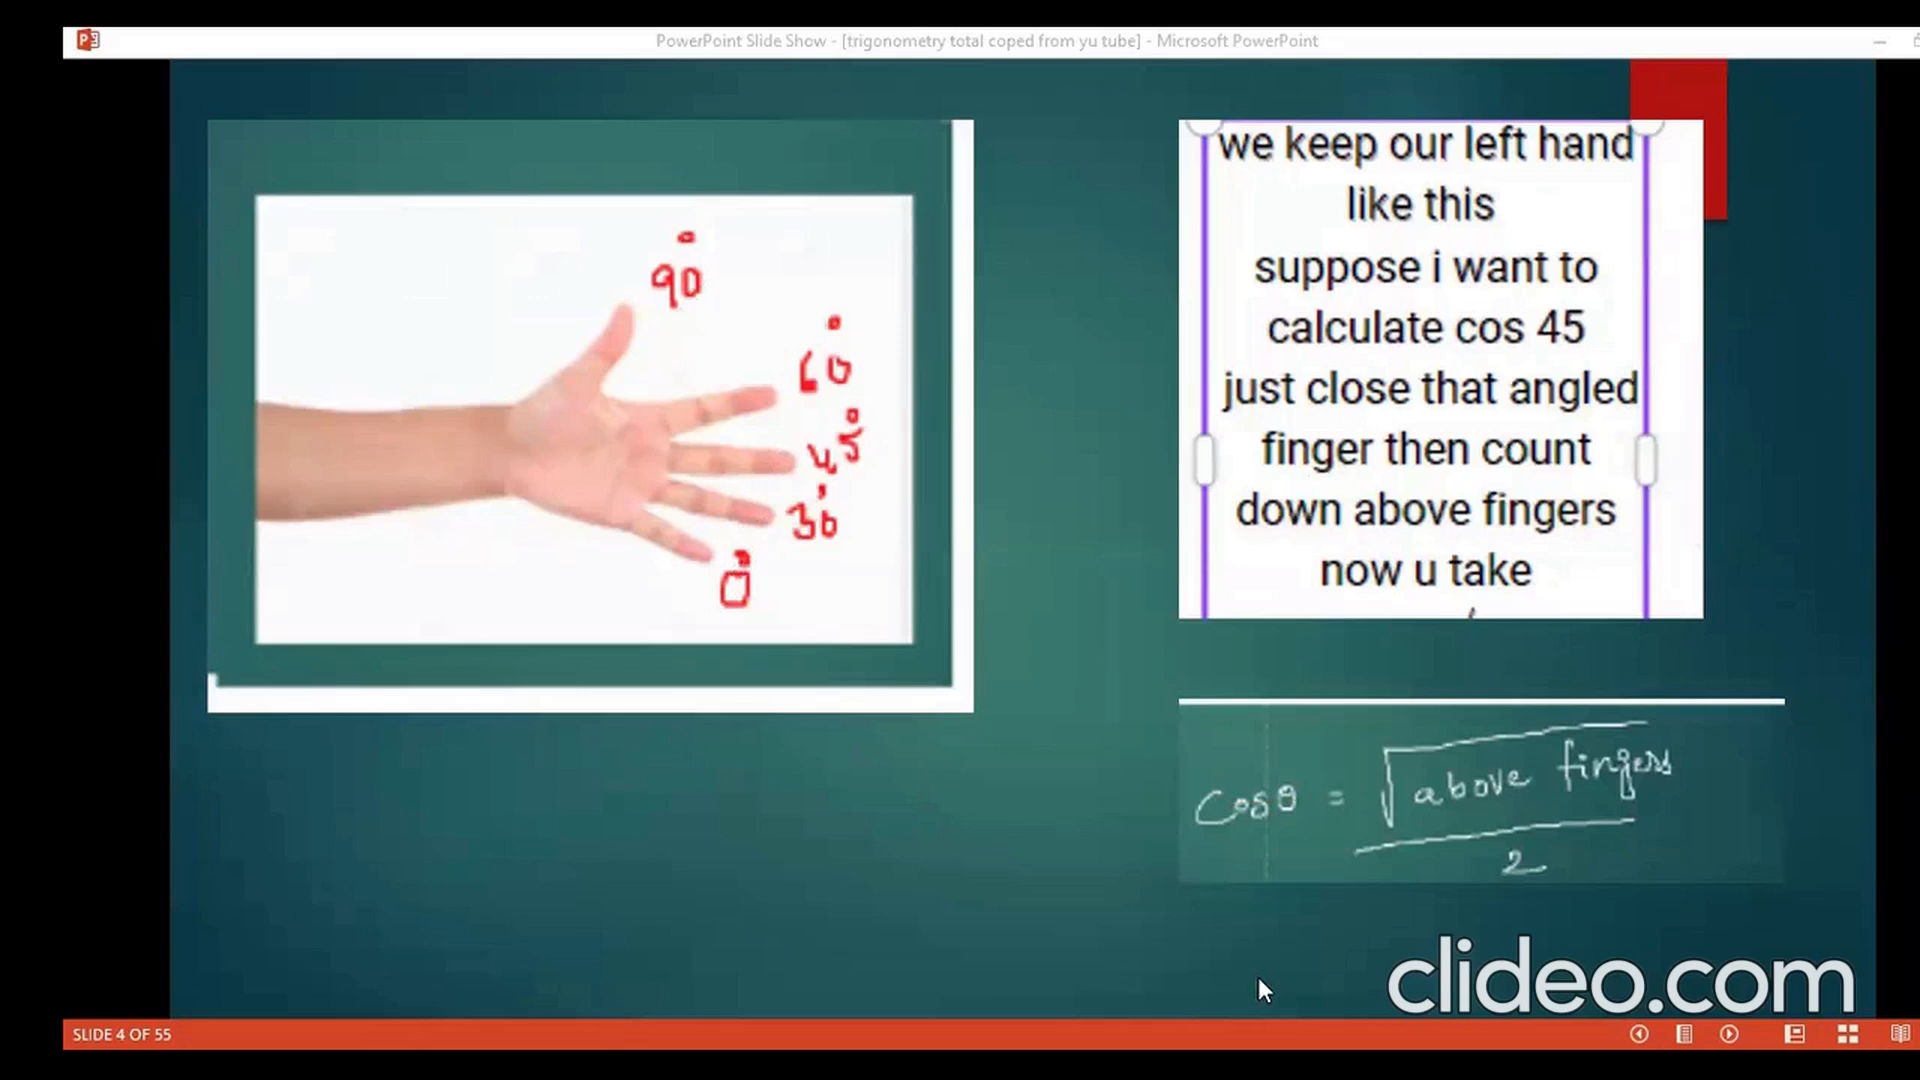 PowerPoint Slide Show - [trigonometry total coped from yu tube] - Microsoft PowerPoint
90°
60°
45°
30°
0°
we keep our left hand
like this
suppose i want to
calculate cos 45
just close that angled
finger then count
down above fingers
now u take
Cosθ = √above fingers
2
clideo.com
SLIDE 4 OF 55